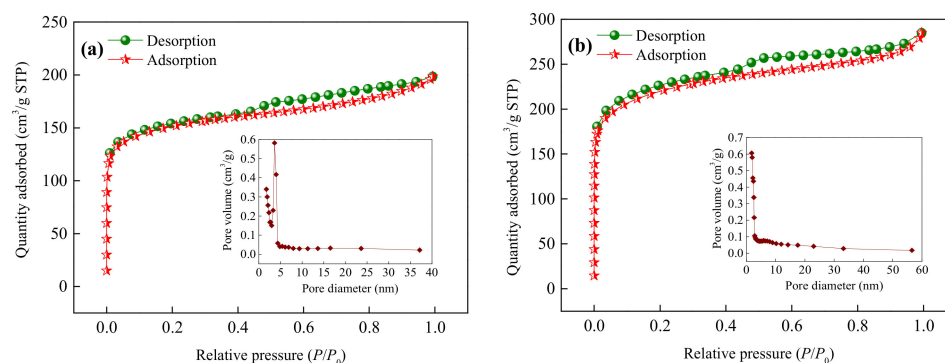 (a)
Desorption
Adsorption
Quantity adsorbed (cm³/g STP)
250
200
150
100
50
0
0.0 0.2 0.4 0.6 0.8 1.0
Relative pressure (P/P₀)
Pore volume (cm³/g)
0.6
0.5
0.4
0.3
0.2
0.1
0.0
0 5 10 15 20 25 30 35 40
Pore diameter (nm)
(b)
Desorption
Adsorption
Quantity adsorbed (cm³/g STP)
300
250
200
150
100
50
0
0.0 0.2 0.4 0.6 0.8 1.0
Relative pressure (P/P₀)
Pore volume (cm³/g)
0.7
0.6
0.5
0.4
0.3
0.2
0.1
0.0
0 10 20 30 40 50 60
Pore diameter (nm)